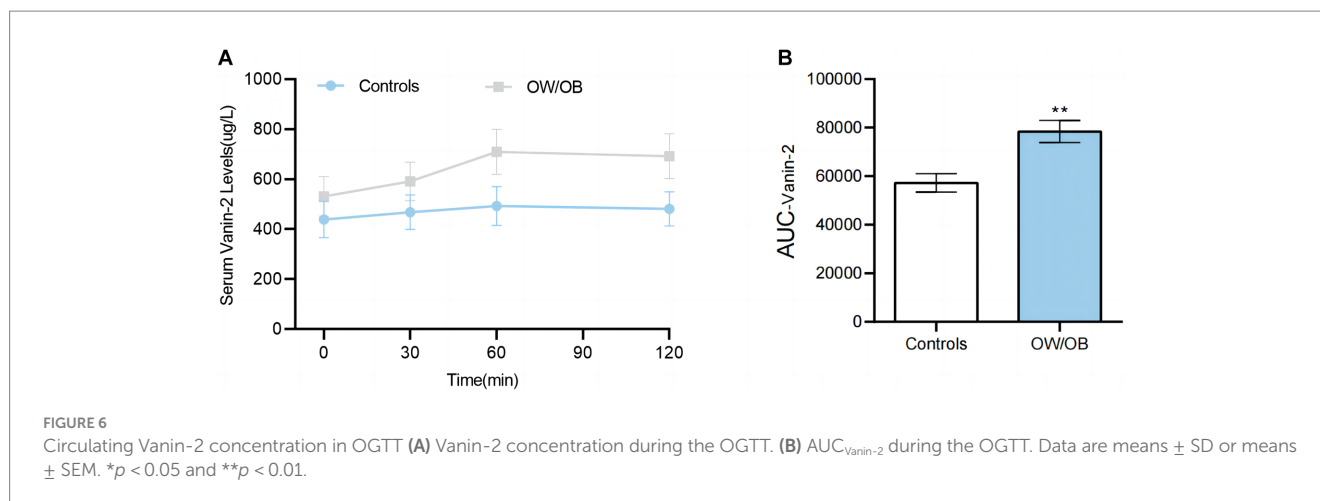 A
Serum Vanin-2 Levels(ug/L)
1000
800
600
400
200
0
Controls
OW/OB
0 30 60 90 120
Time(min)
B
AUC-Vanin-2
100000
80000
60000
40000
20000
0
**
Controls OW/OB
FIGURE 6
Circulating Vanin-2 concentration in OGTT (A) Vanin-2 concentration during the OGTT. (B) AUCVanin-2 during the OGTT. Data are means ± SD or means
± SEM. *p < 0.05 and **p < 0.01.